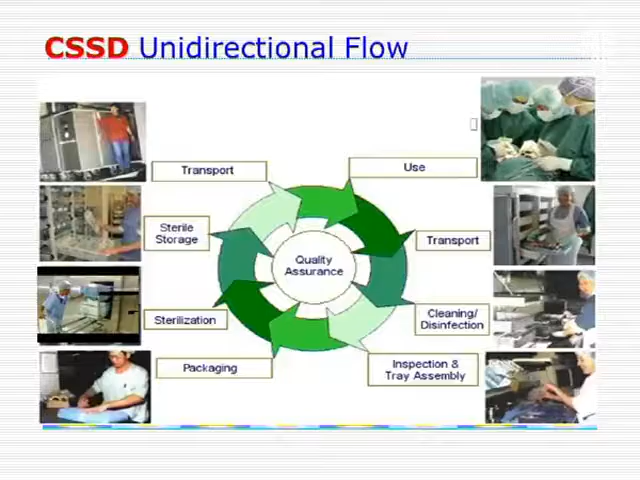 CSSD Unidirectional Flow
Transport
Use
Sterile
Storage
Transport
Quality
Assurance
Sterilization
Cleaning/
Disinfection
Packaging
Inspection &
Tray Assembly